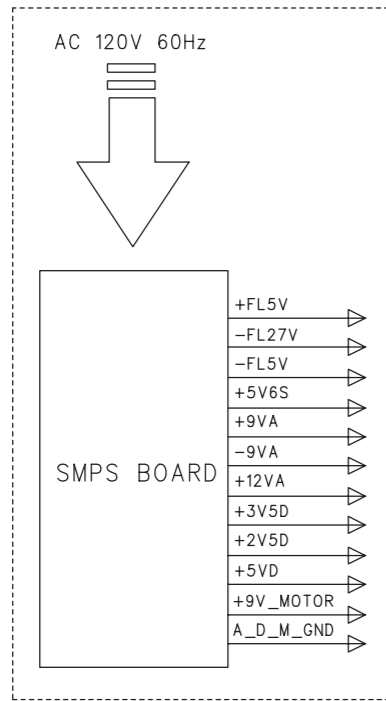 AC 120V 60Hz
+FL5V
-FL27V
-FL5V
+5V6S
+9VA
-9VA
SMPS BOARD
+12VA
+3V5D
+2V5D
+5VD
+9V_MOTOR
A_D_M_GND